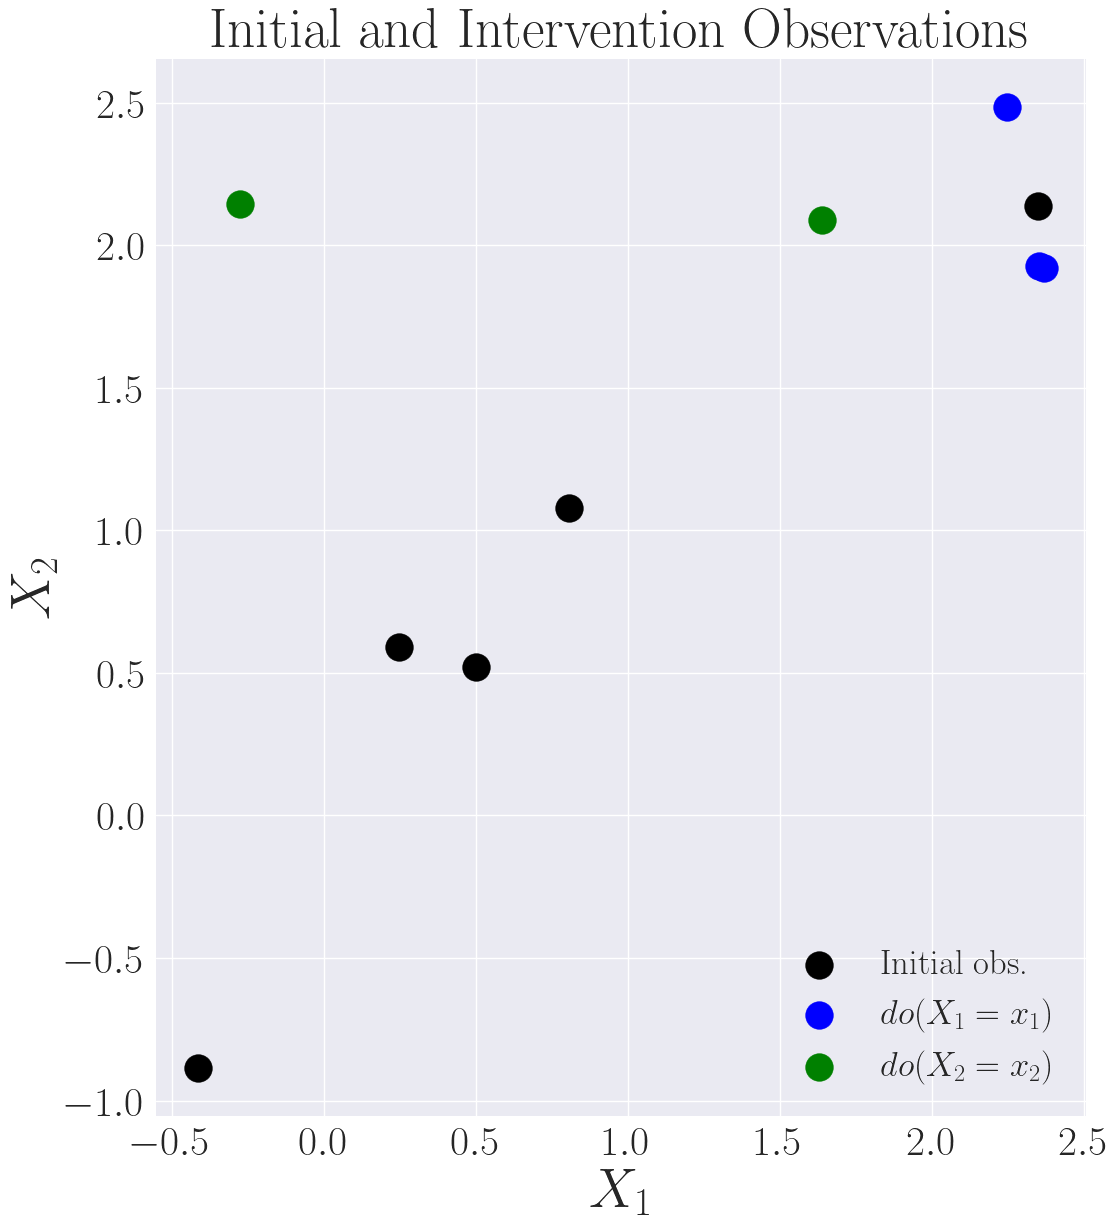 Initial and Intervention Observations
2.5
2.0
1.5
1.0
0.5
0.0
−0.5
−1.0
X₂
−0.5 0.0 0.5 1.0 1.5 2.0 2.5
X₁
Initial obs.
do(X₁ = x₁)
do(X₂ = x₂)